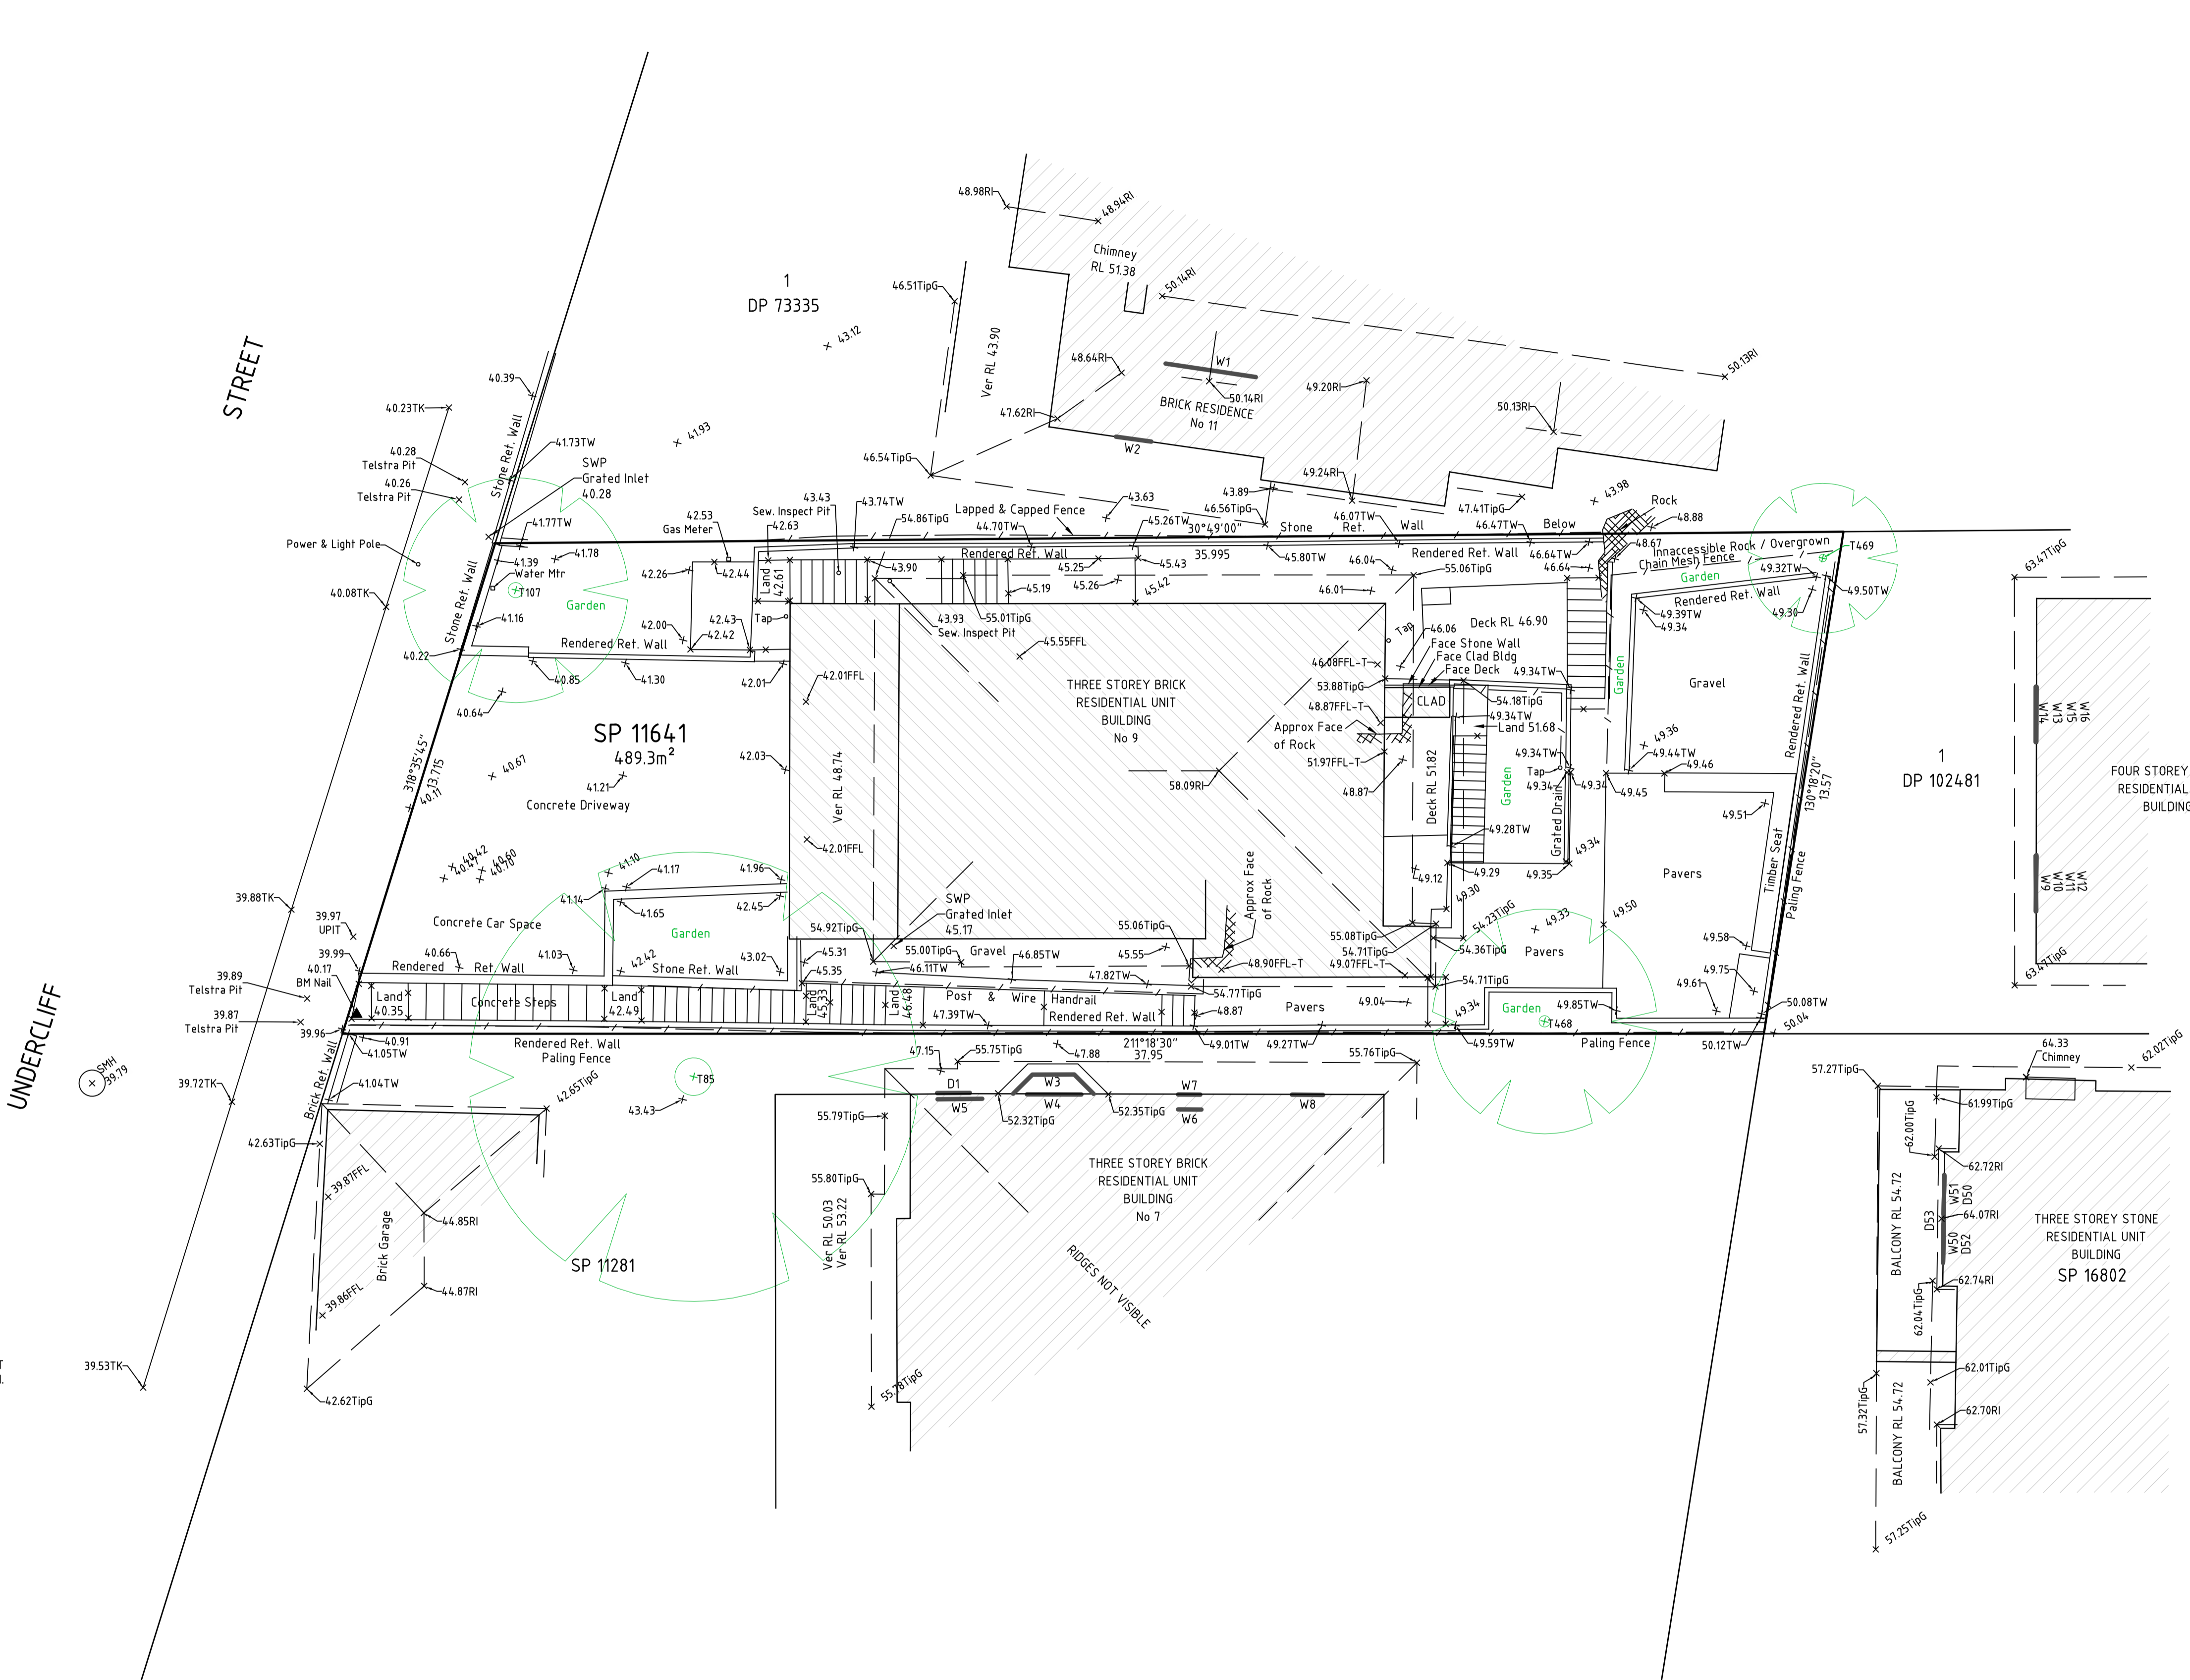 48.98RI
48.94RI
Chimney
RL 51.38
1
DP 73335
46.51TipG
50.14RI
43.12
Ver RL 43.90
STREET
48.64RI
W1
50.13RI
40.39
49.20RI
50.14RI
BRICK RESIDENCE
No 11
40.23TK
47.62RI
50.13RI
41.93
W2
Stone Ret. Wall
41.73TW
40.28
Telstra Pit
SWP
Grated Inlet
40.28
46.54TipG
49.24RI
40.26
Telstra Pit
43.98
43.43
Sew. Inspect Pit
43.74TW
43.63
43.89
46.56TipG
47.41TipG
Rock
48.88
41.77TW
42.53
Gas Meter
42.63
54.86TipG
Lapped & Capped Fence
44.70TW
45.26TW
30°49'00"
Stone
Ret.
Wall
Below
46.07TW
46.47TW
63.47TipG
Power & Light Pole
41.39
41.78
Water Mtr
T107
42.26
42.44
Land
42.61
43.90
Rendered Ret. Wall
45.25
35.995
45.43
45.80TW
46.04
Rendered Ret. Wall
46.64TW
46.64
48.67
Innaccessible Rock / Overgrown
Chain Mesh Fence
T469
55.06TipG
Garden
49.32TW
49.50TW
40.08TK
Stone Ret. Wall
Garden
41.16
42.00
42.43
42.42
Tap
45.26
45.19
45.42
46.01
Rendered Ret. Wall
49.39TW
49.34
49.30
43.93
Sew. Inspect Pit
55.01TipG
Deck RL 46.90
Tap
46.06
Face Stone Wall
Face Clad Bldg
Face Deck
40.22
Rendered Ret. Wall
45.55FFL
46.08FFL-T
49.34TW
40.85
41.30
42.01
42.01FFL
THREE STOREY BRICK
RESIDENTIAL UNIT
BUILDING
No 9
53.88TipG
CLAD
54.18TipG
Garden
Gravel
Rendered Ret. Wall
40.64
48.87FFL-T
49.34TW
Land 51.68
W14
W13
W15
W16
SP 11641
489.3m²
Approx Face
of Rock
49.36
49.44TW
49.34TW
318°35'45"
13.715
40.11
40.67
42.03
Ver RL 48.74
51.97FFL-T
Deck RL 51.82
Tap
49.34
49.34
49.46
49.45
130°18'20"
13.57
1
DP 102481
FOUR STOREY
RESIDENTIAL
BUILDING
41.21
58.09RI
48.87
Garden
Concrete Driveway
49.51
49.28TW
Grated Drain
42.01FFL
49.34
40.42
40.47
40.60
40.70
41.10
41.17
41.96
49.12
49.29
49.35
Pavers
Timber Seat
Paling Fence
W9
W10
W11
W12
39.88TK
41.14
41.65
42.45
SWP
Grated Inlet
45.17
Approx Face
of Rock
49.30
39.97
UPIT
Concrete Car Space
Garden
54.92TipG
55.06TipG
54.23TipG
49.33
49.50
55.08TipG
39.99
40.66
41.03
42.42
43.02
45.31
55.00TipG
Gravel
45.55
54.71TipG
54.36TipG
Pavers
49.58
40.17
BM Nail
Rendered
Ret. Wall
Stone Ret. Wall
45.35
46.11TW
46.85TW
48.90FFL-T
49.07FFL-T
39.89
Telstra Pit
47.82TW
54.77TipG
54.71TipG
49.61
49.75
63.47TipG
Land
40.35
Concrete Steps
Land
42.49
Land
45.33
Land
46.48
Post & Wire Handrail
Rendered Ret. Wall
Pavers
49.04
49.34
Garden
49.85TW
50.08TW
39.87
Telstra Pit
47.39TW
48.87
T468
50.04
39.96
40.91
41.05TW
Rendered Ret. Wall
Paling Fence
211°18'30"
37.95
49.01TW
49.27TW
49.59TW
Paling Fence
50.12TW
64.33
Chimney
62.02TipG
UNDERCLIFF
SMH
39.79
Brick Ret. Wall
47.15
55.75TipG
47.88
55.76TipG
57.27TipG
39.72TK
41.04TW
42.65TipG
T85
D1
W5
W3
W4
W7
W6
W8
61.99TipG
43.43
55.79TipG
52.32TipG
52.35TipG
62.00TipG
42.63TipG
THREE STOREY BRICK
RESIDENTIAL UNIT
BUILDING
No 7
62.72RI
39.87FFL
55.80TipG
BALCONY RL 54.72
W51
D50
D53
64.07RI
W50
D52
THREE STOREY STONE
RESIDENTIAL UNIT
BUILDING
SP 16802
44.85RI
Brick Garage
Ver RL 50.03
Ver RL 53.22
SP 11281
RIDGES NOT VISIBLE
62.74RI
39.86FFL
44.87RI
62.04TipG
39.53TK
62.01TipG
42.62TipG
55.78TipG
57.32TipG
BALCONY RL 54.72
62.70RI
57.25TipG